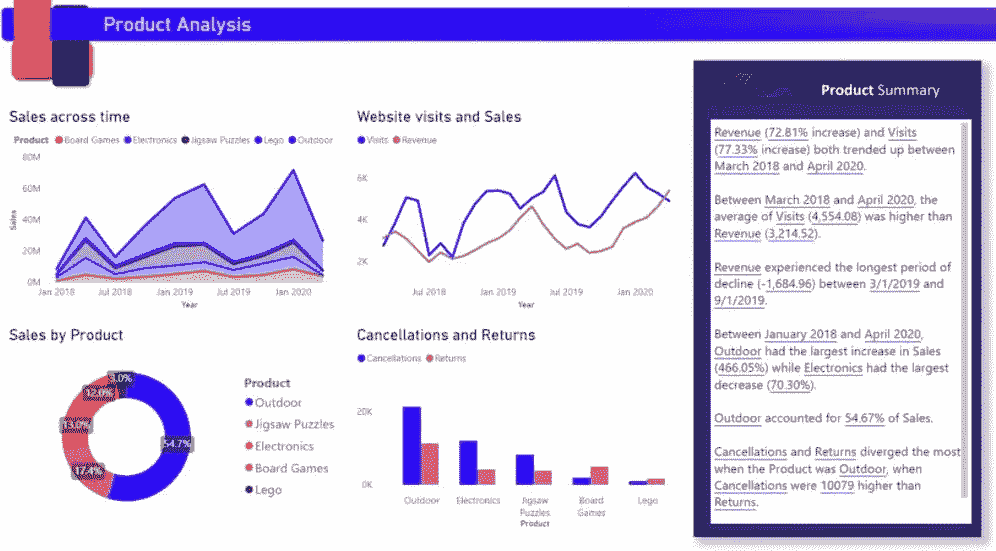 Product Analysis
Sales across time
Product Board Games Electronics Jigsaw Puzzles Lego Outdoor
80M
60M
40M
20M
0M
Sales
Jan 2018 Jul 2018 Jan 2019 Jul 2019 Jan 2020
Year
Website visits and Sales
Visits Revenue
6K
4K
2K
Jul 2018 Jan 2019 Jul 2019 Jan 2020
Year
Sales by Product
54.7%
17.4%
13.0%
12.0%
3.0%
Product
Outdoor
Jigsaw Puzzles
Electronics
Board Games
Lego
Cancellations and Returns
Cancellations Returns
20K
0K
Outdoor Electronics Jigsaw Board Lego
Puzzles Games
Product
Product Summary
Revenue (72.81% increase) and Visits
(77.33% increase) both trended up between
March 2018 and April 2020.
Between March 2018 and April 2020, the
average of Visits (4,554.08) was higher than
Revenue (3,214.52).
Revenue experienced the longest period of
decline (-1,684.96) between 3/1/2019 and
9/1/2019.
Between January 2018 and April 2020,
Outdoor had the largest increase in Sales
(466.05%) while Electronics had the largest
decrease (70.30%).
Outdoor accounted for 54.67% of Sales.
Cancellations and Returns diverged the most
when the Product was Outdoor, when
Cancellations were 10079 higher than
Returns.